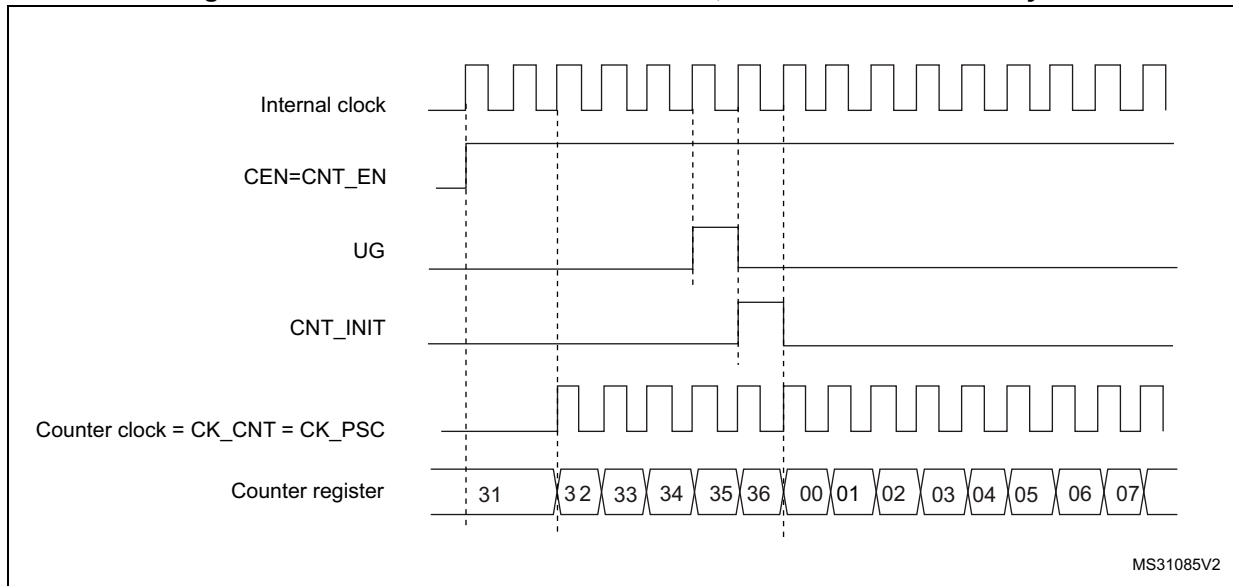 Internal clock
CEN=CNT_EN
UG
CNT_INIT
Counter clock = CK_CNT = CK_PSC
Counter register
31 32 33 34 35 36 00 01 02 03 04 05 06 07
MS31085V2